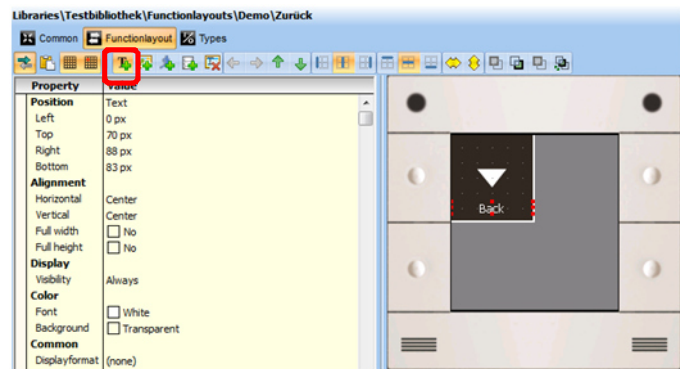 Libraries\Testbibliothek\Functionlayouts\Demo\Zurück
Common Functionlayout Types
Property Value
Position Text
Left 0 px
Top 70 px
Right 88 px
Bottom 83 px
Alignment
Horizontal Center
Vertical Center
Full width No
Full height No
Display
Visibility Always
Color
Font White
Background Transparent
Common
Displayformat (none)
Back